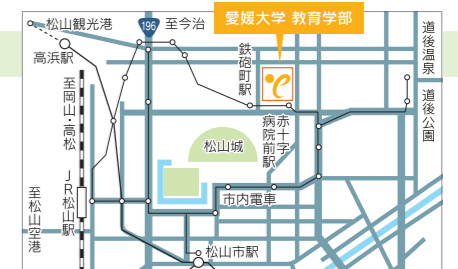 愛媛大学 教育学部
松山観光港
196
至今治
高浜駅
鉄砲町駅
道後温泉
道後公園
至岡山・高松
赤十字
病院前駅
松山城
JR松山駅
市内電車
至松山空港
松山市駅